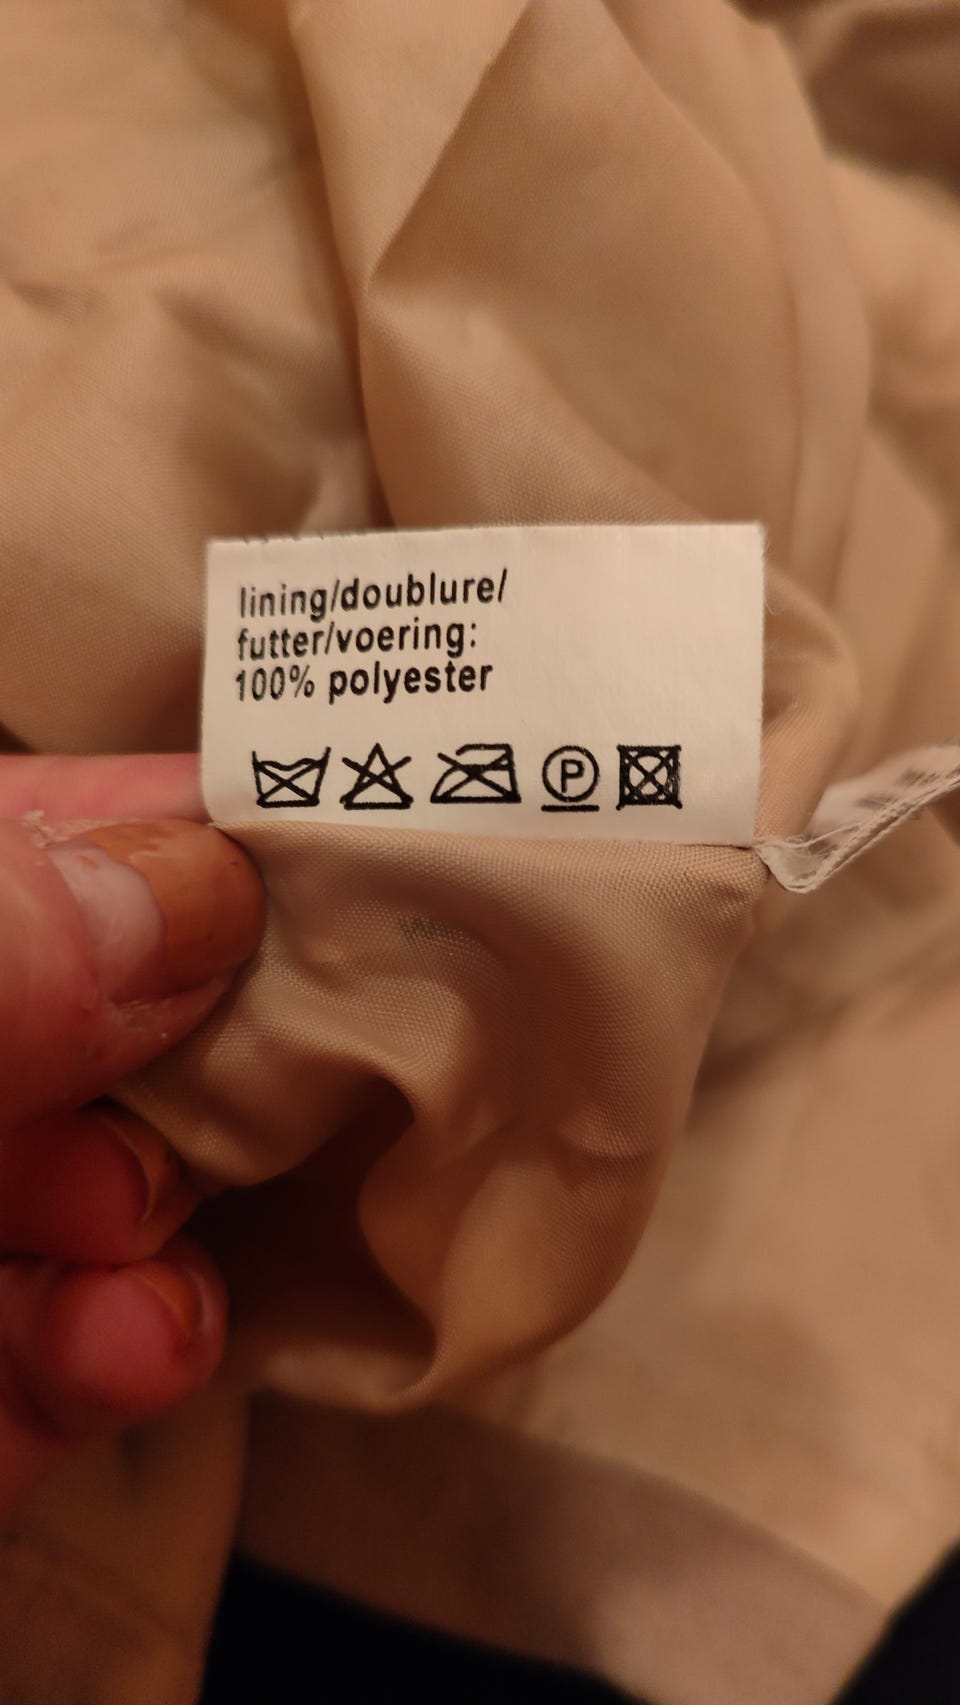 lining/doublure/
futter/voering:
100% polyester
P